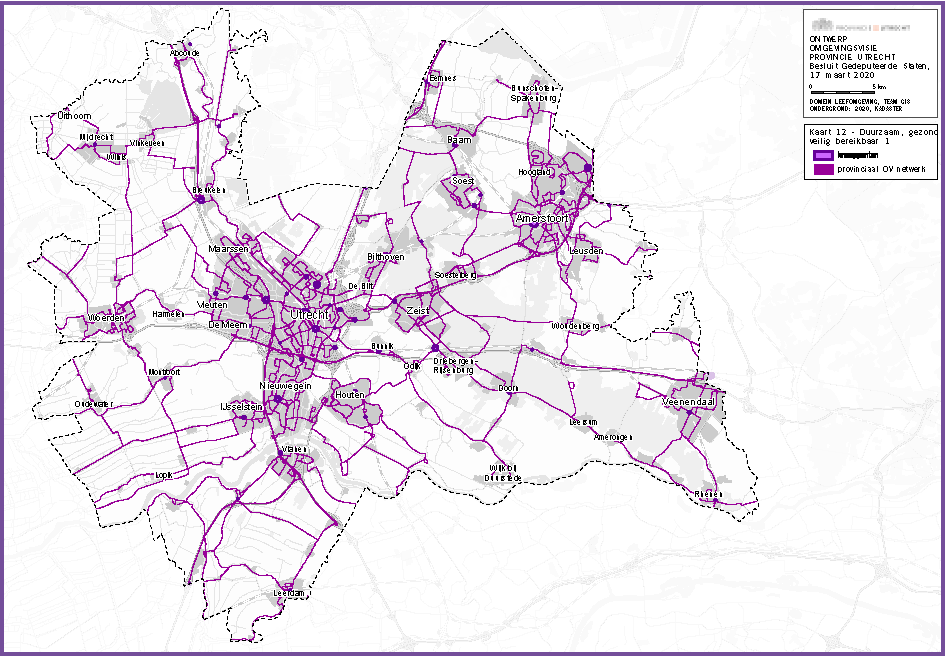 ONTWERP
OMGEVINGSVISIE
PROVINCIE UTRECHT
Besluit Gedeputeerde Staten,
17 maart 2020
0 5 km
DOMEIN LEEFOMGEVING, TEAM GIS
ONDERGROND: 2020, KADASTER
Kaart 12 - Duurzaam, gezond
veilig bereikbaar 1
knooppunten
provinciaal OV netwerk
Abcoude
Eemnes
Bunschoten-
Spakenburg
Uithoorn
Mijdrecht
Vinkeveen
Wilnis
Baarn
Hoogland
Soest
Breukelen
Amersfoort
Maarssen
Leusden
Bilthoven
Soesterberg
De Bilt
Vleuten
Harmelen
Woerden
Utrecht
Zeist
De Meern
Woudenberg
Bunnik
Driebergen-
Rijsenburg
Odijk
Montfoort
Nieuwegein
Doorn
Houten
Oudewater
IJsselstein
Veenendaal
Leersum
Amerongen
Vianen
Lopik
Wijk bij
Duurstede
Rhenen
Leerdam